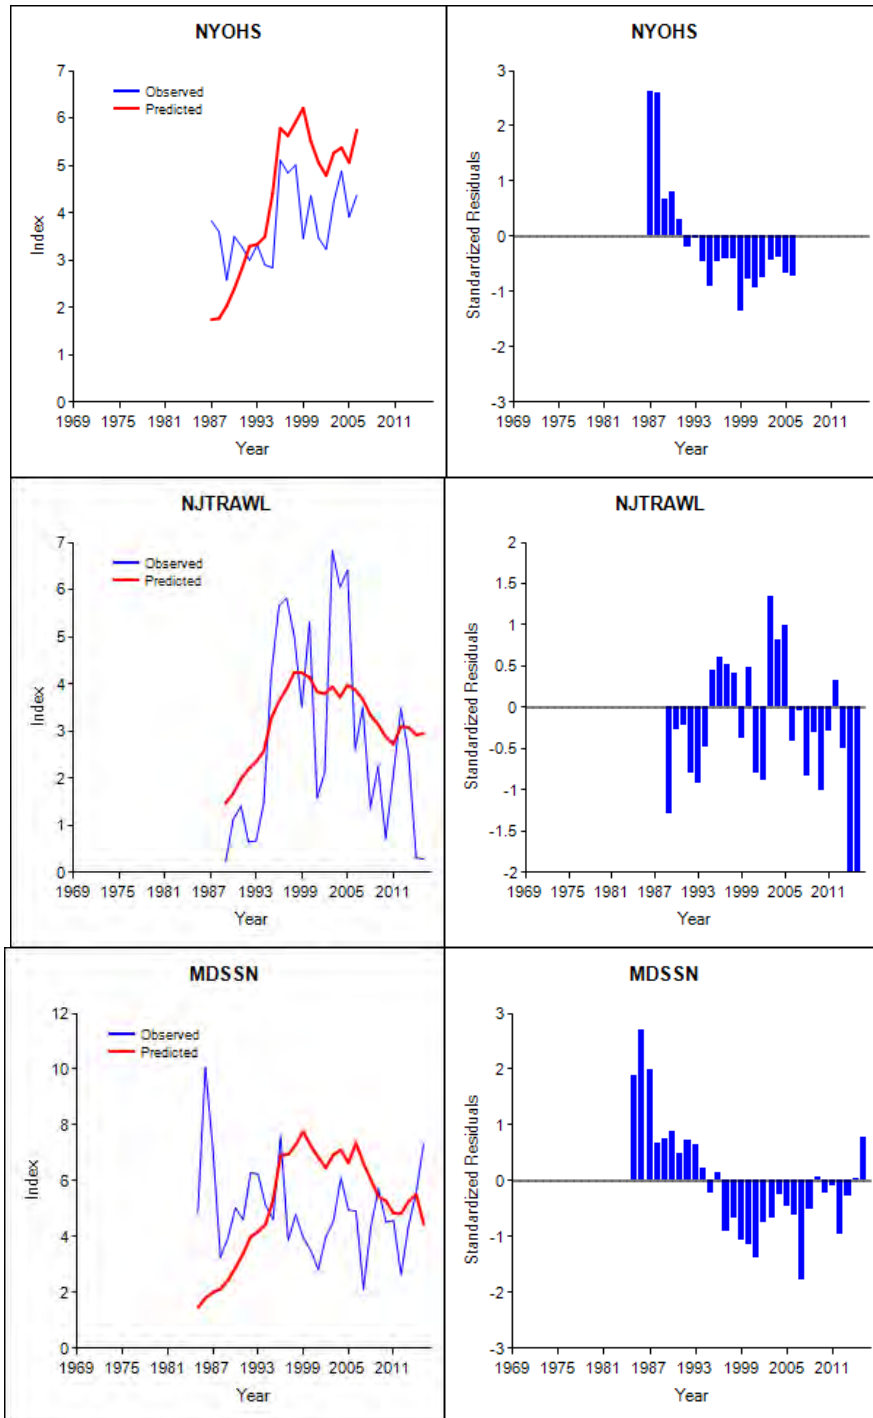 NYOHS
7
6
5
4
3
2
1
0
Index
Observed
Predicted
1969 1975 1981 1987 1993 1999 2005 2011
Year
NYOHS
3
2
1
0
-1
-2
-3
Standardized Residuals
1969 1975 1981 1987 1993 1999 2005 2011
Year
NJTRAWL
7
6
5
4
3
2
1
0
Index
Observed
Predicted
1969 1975 1981 1987 1993 1999 2005 2011
Year
NJTRAWL
2
1.5
1
0.5
0
-0.5
-1
-1.5
-2
Standardized Residuals
1969 1975 1981 1987 1993 1999 2005 2011
Year
MDSSN
12
10
8
6
4
2
0
Index
Observed
Predicted
1969 1975 1981 1987 1993 1999 2005 2011
Year
MDSSN
3
2
1
0
-1
-2
-3
Standardized Residuals
1969 1975 1981 1987 1993 1999 2005 2011
Year